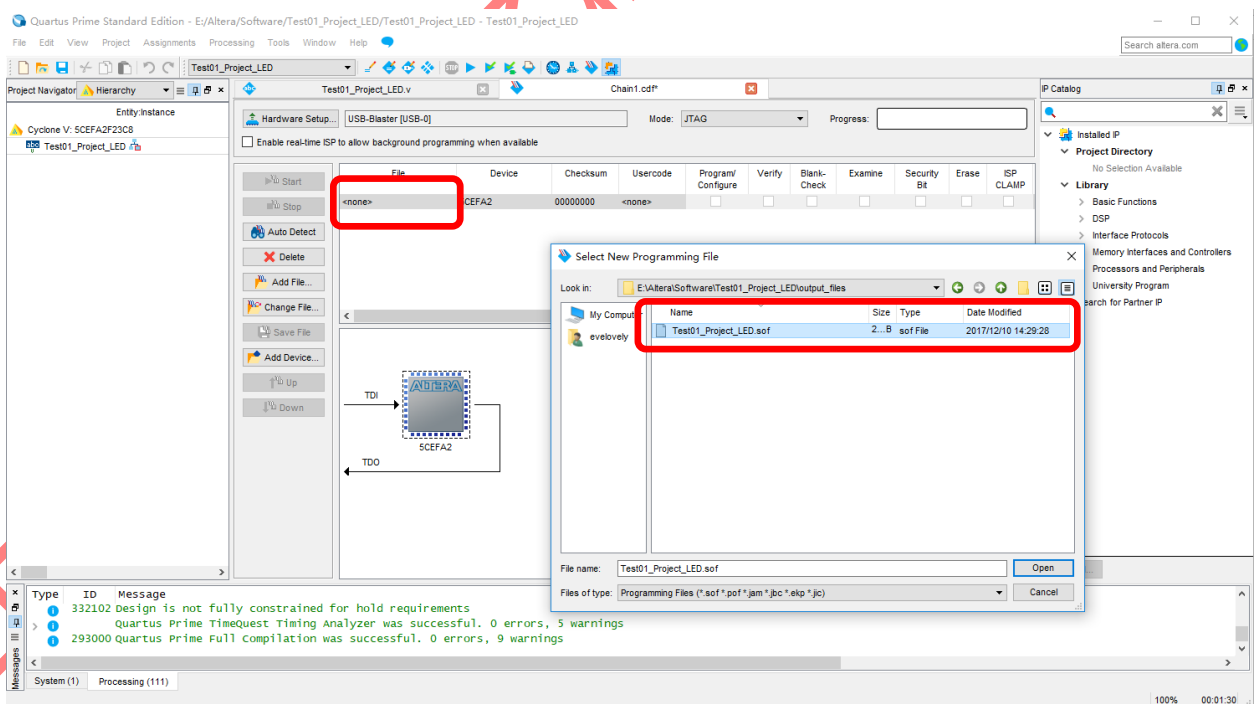 Quartus Prime Standard Edition - E:/Altera/Software/Test01_Project_LED/Test01_Project_LED - Test01_Project_LED
File Edit View Project Assignments Processing Tools Window Help
Search altera.com
Test01_Project_LED
Project Navigator Hierarchy
Test01_Project_LED.v
Chain1.cdf*
IP Catalog
Entity:Instance
Cyclone V: 5CEFA2F23C8
Test01_Project_LED
Hardware Setup... USB-Blaster [USB-0] Mode: JTAG Progress:
Enable real-time ISP to allow background programming when available
Start
Stop
Auto Detect
Delete
Add File...
Change File...
Save File
Add Device...
Up
Down
File Device Checksum Usercode Program/ Configure Verify Blank- Check Examine Security Bit Erase ISP CLAMP
<none> 5CEFA2 00000000 <none>
TDI
ALTERA
5CEFA2
TDO
Select New Programming File
Look in: E:\Altera\Software\Test01_Project_LED\output_files
My Computer
evelovely
Name Size Type Date Modified
Test01_Project_LED.sof 2...B sof File 2017/12/10 14:29:28
File name: Test01_Project_LED.sof Open
Files of type: Programming Files (*.sof *.pof *.jam *.jbc *.ekp *.jic) Cancel
Installed IP
Project Directory
No Selection Available
Library
Basic Functions
DSP
Interface Protocols
Memory Interfaces and Controllers
Processors and Peripherals
University Program
earch for Partner IP
Type ID Message
332102 Design is not fully constrained for hold requirements
Quartus Prime TimeQuest Timing Analyzer was successful. 0 errors, 5 warnings
293000 Quartus Prime Full Compilation was successful. 0 errors, 9 warnings
Messages
System (1) Processing (111)
100% 00:01:30